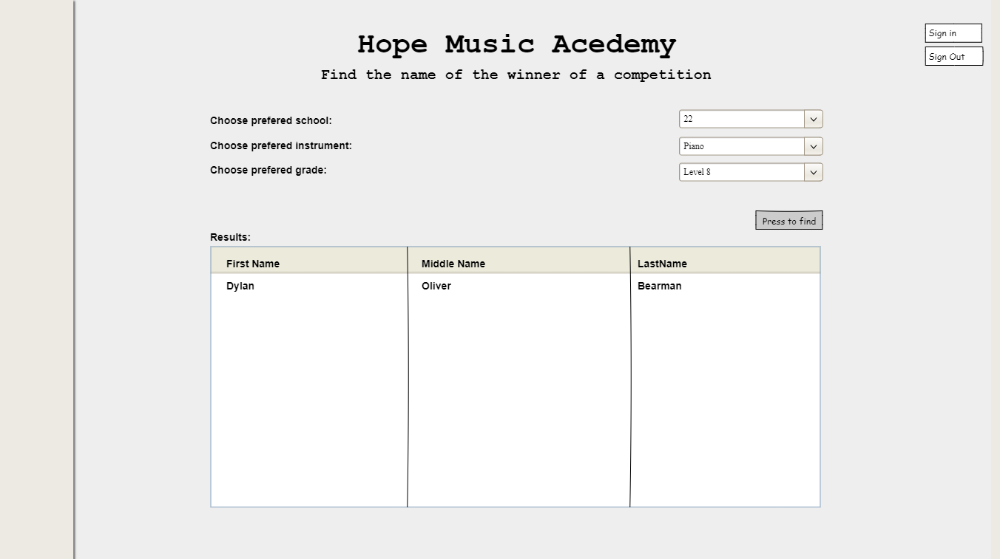 Hope Music Acedemy
Sign in
Sign Out
Find the name of the winner of a competition
Choose prefered school:
22
Choose prefered instrument:
Piano
Choose prefered grade:
Level 8
Press to find
Results:
First Name Middle Name LastName
Dylan Oliver Bearman